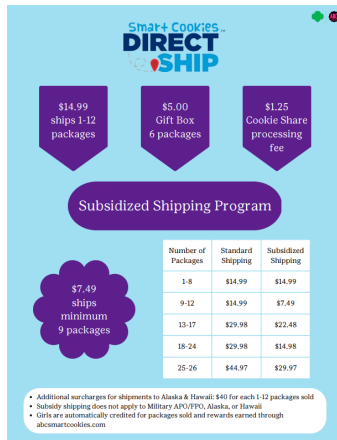 Smart Cookies
DIRECT
SHIP
$14.99
ships 1-12
packages
$5.00
Gift Box
6 packages
$1.25
Cookie Share
processing
fee
Subsidized Shipping Program
$7.49
ships
minimum
9 packages
Number of Packages Standard Shipping Subsidized Shipping
1-8 $14.99 $14.99
9-12 $14.99 $7.49
13-17 $29.98 $22.48
18-24 $29.98 $14.98
25-26 $44.97 $29.97
• Additional surcharges for shipments to Alaska & Hawaii: $40 for each 1-12 packages sold
• Subsidy shipping does not apply to Military APO/FPO, Alaska, or Hawaii
• Girls are automatically credited for packages sold and rewards earned through
abcsmartcookies.com